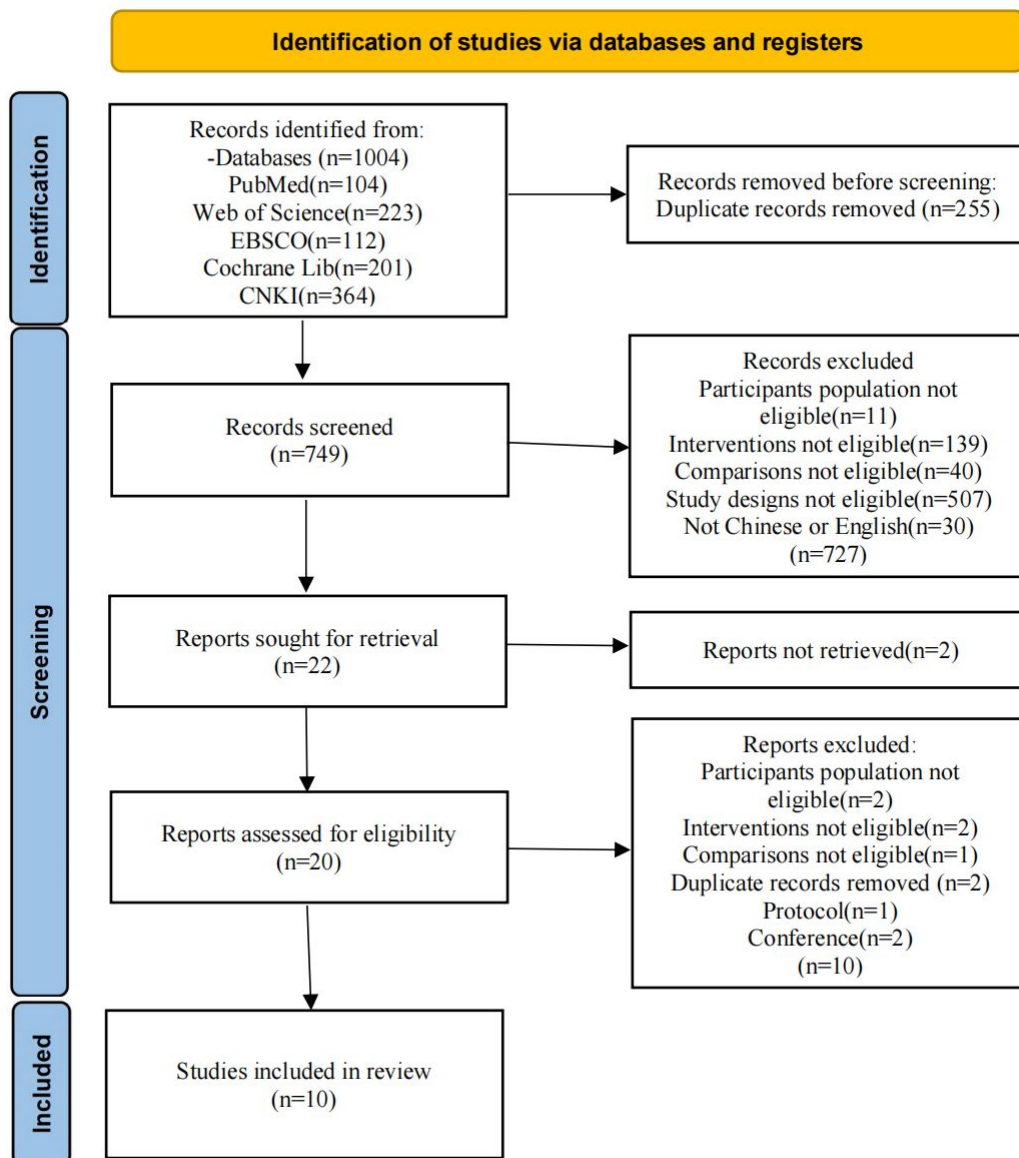 Identification of studies via databases and registers
Identification
Records identified from:
-Databases (n=1004)
PubMed(n=104)
Web of Science(n=223)
EBSCO(n=112)
Cochrane Lib(n=201)
CNKI(n=364)
Records removed before screening:
Duplicate records removed (n=255)
Screening
Records screened
(n=749)
Records excluded
Participants population not
eligible(n=11)
Interventions not eligible(n=139)
Comparisons not eligible(n=40)
Study designs not eligible(n=507)
Not Chinese or English(n=30)
(n=727)
Reports sought for retrieval
(n=22)
Reports not retrieved(n=2)
Reports assessed for eligibility
(n=20)
Reports excluded:
Participants population not
eligible(n=2)
Interventions not eligible(n=2)
Comparisons not eligible(n=1)
Duplicate records removed (n=2)
Protocol(n=1)
Conference(n=2)
(n=10)
Included
Studies included in review
(n=10)